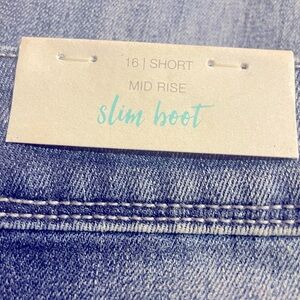 16 | SHORT
MID RISE
slim boot